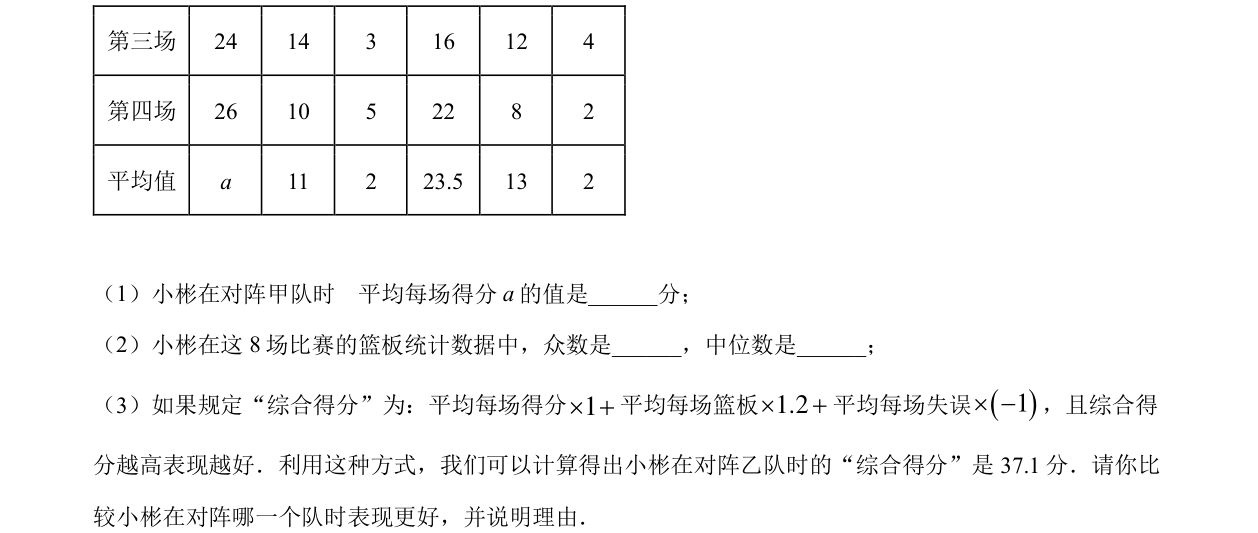 第三场 24 14 3 16 12 4
第四场 26 10 5 22 8 2
平均值 a 11 2 23.5 13 2
（1）小彬在对阵甲队时 平均每场得分 a 的值是______分；
（2）小彬在这 8 场比赛的篮板统计数据中，众数是______，中位数是______；
（3）如果规定“综合得分”为：平均每场得分×1+平均每场篮板×1.2+平均每场失误×(−1)，且综合得
分越高表现越好．利用这种方式，我们可以计算得出小彬在对阵乙队时的“综合得分”是 37.1 分．请你比
较小彬在对阵哪一个队时表现更好，并说明理由．